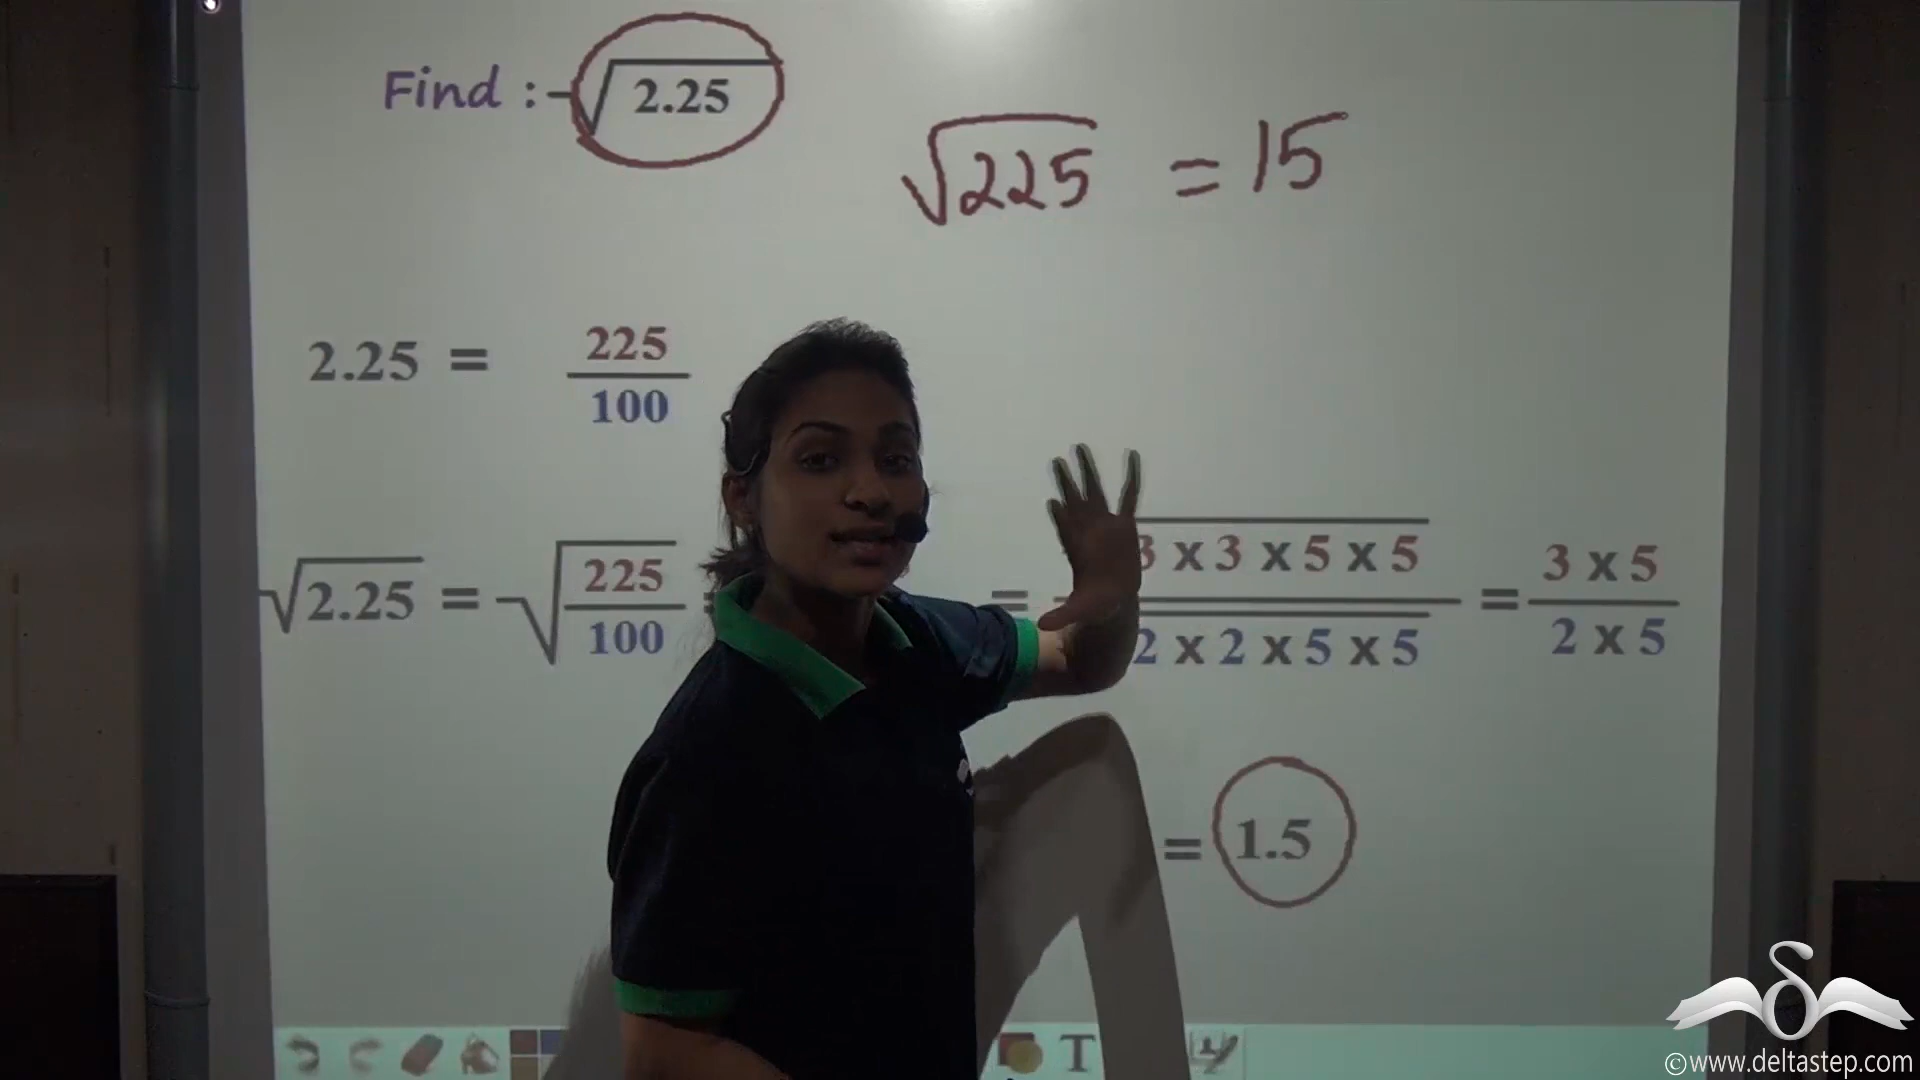 Find : √2.25
√225 = 15
2.25 = 225/100
√2.25 = √(225/100) = 3 x 3 x 5 x 5 / 2 x 2 x 5 x 5 = 3 x 5 / 2 x 5
= 1.5
T
©www.deltastep.com